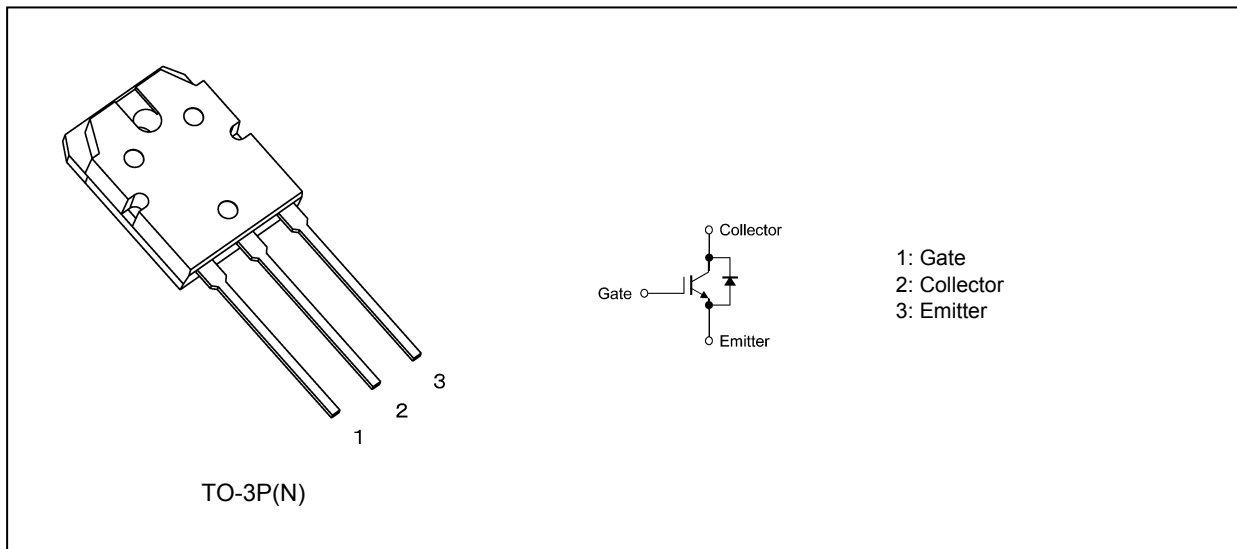 1
2
3
TO-3P(N)
Collector
Gate
Emitter
1: Gate
2: Collector
3: Emitter